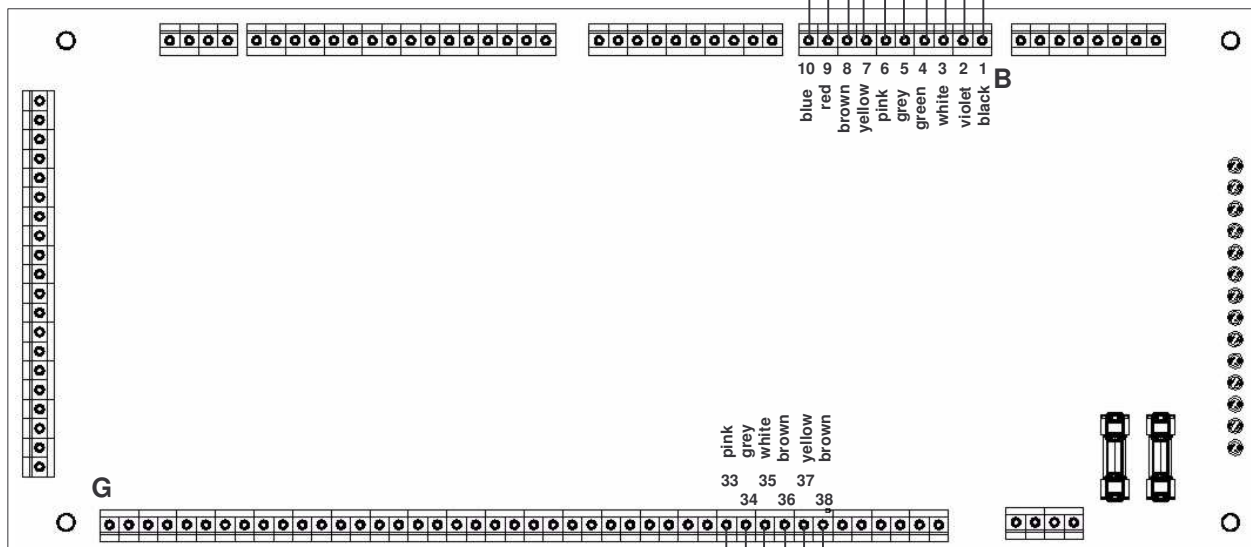 10 9 8 7 6 5 4 3 2 1
B
blue
red
brown
yellow
pink
grey
green
white
violet
black
pink
grey
white
brown
yellow
brown
33 35 37
34 36 38
G